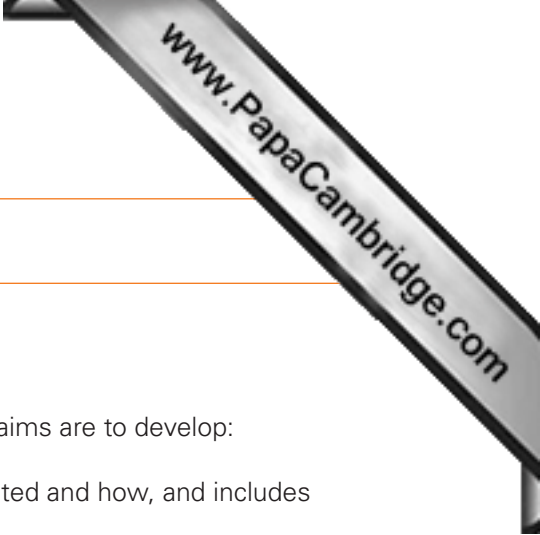 www.PapaCambridge.com
aims are to develop:
ted and how, and includes